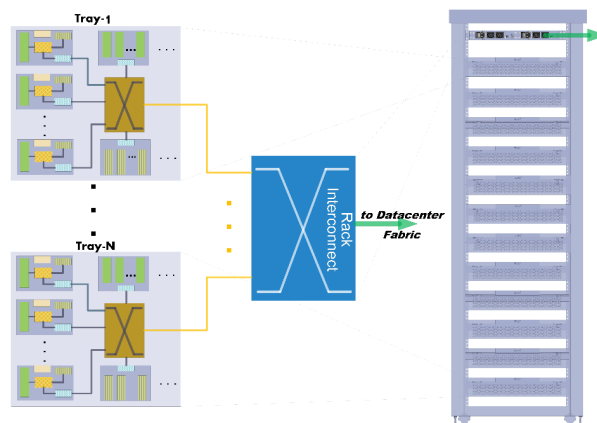 Tray-1
Rack
Interconnect
to Datacenter
Fabric
Tray-N